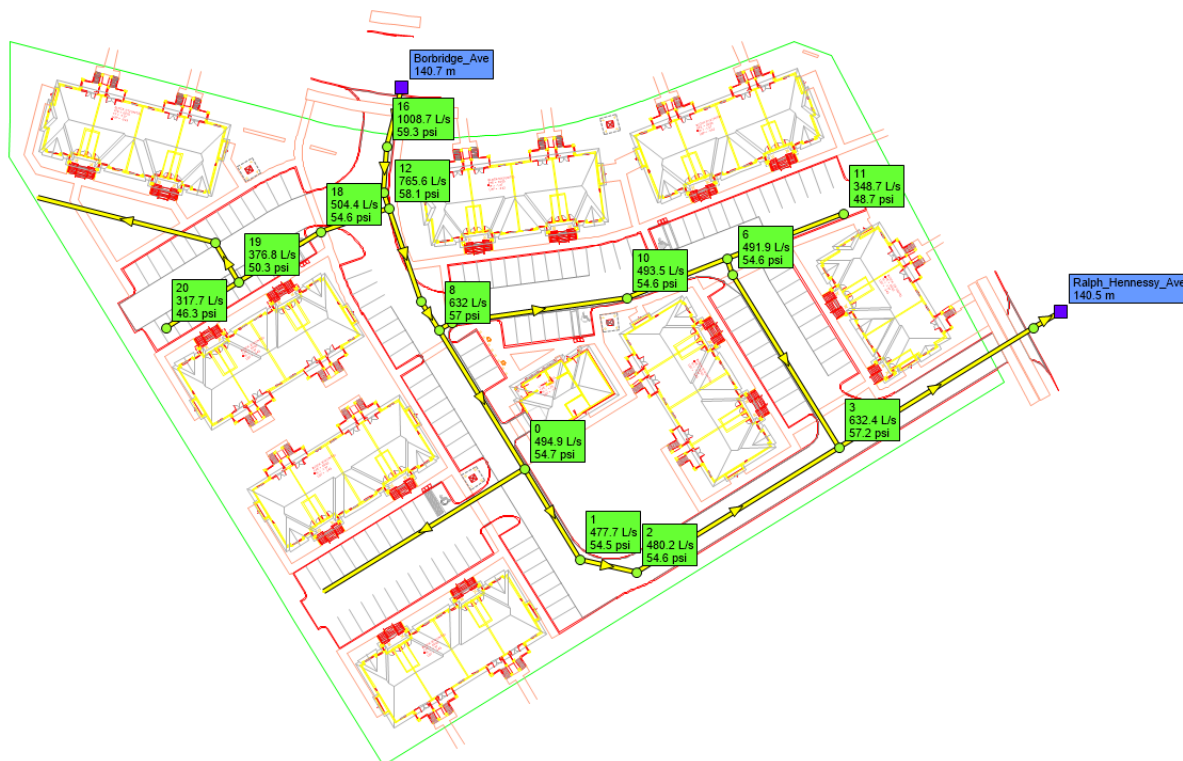 Borbridge_Ave
140.7 m
16
1008.7 L/s
59.3 psi
12
765.6 L/s
58.1 psi
18
504.4 L/s
54.6 psi
11
348.7 L/s
48.7 psi
19
376.8 L/s
50.3 psi
6
491.9 L/s
54.6 psi
10
493.5 L/s
54.6 psi
20
317.7 L/s
46.3 psi
8
632 L/s
57 psi
Ralph_Hennessy_Ave
140.5 m
3
632.4 L/s
57.2 psi
0
494.9 L/s
54.7 psi
1
477.7 L/s
54.5 psi
2
480.2 L/s
54.6 psi